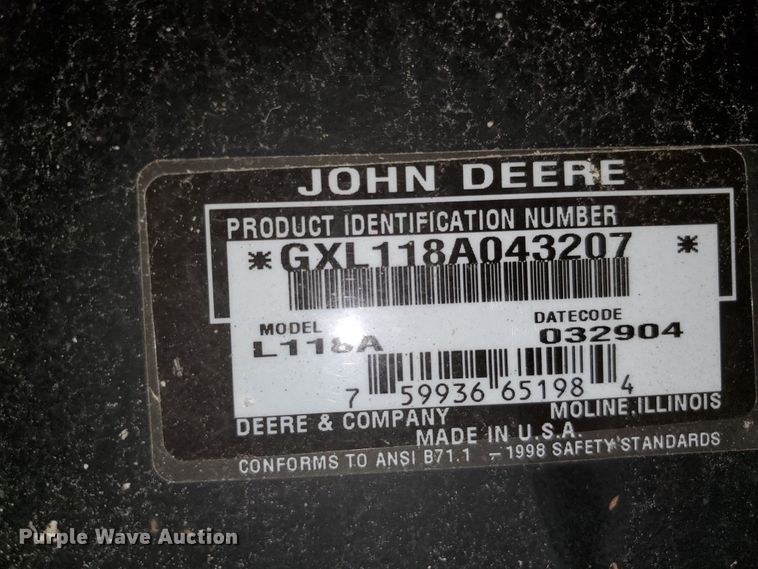 JOHN DEERE
PRODUCT IDENTIFICATION NUMBER
*GXL118A043207 *
MODEL
DATECODE
L118A
032904
7 59936 65198 4
DEERE & COMPANY
MOLINE, ILLINOIS
MADE IN U.S.A.
CONFORMS TO ANSI B71.1 - 1998 SAFETY STANDARDS
Purple Wave Auction